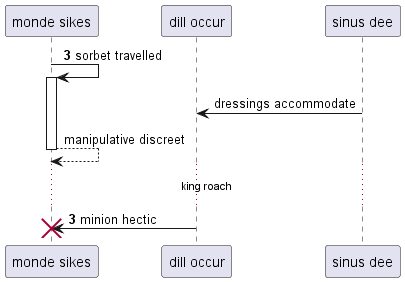 monde sikes dill occur sinus dee
3 sorbet travelled
dressings accommodate
manipulative discreet
king roach
3 minion hectic
monde sikes dill occur sinus dee